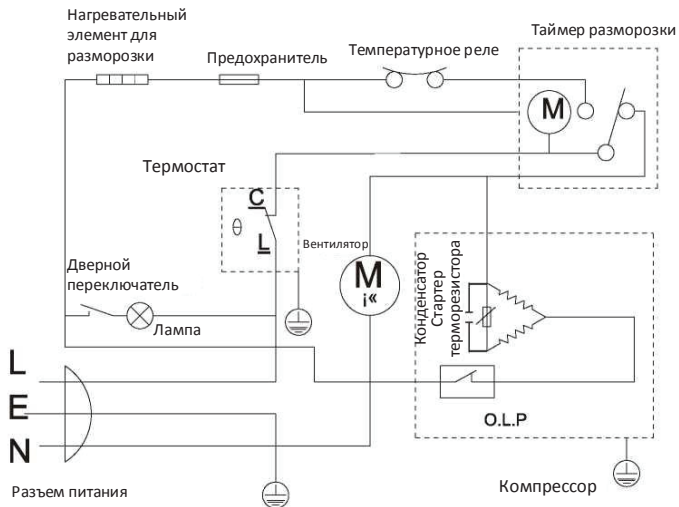 Нагревательный
элемент для
разморозки
Предохранитель
Температурное реле
Таймер разморозки
M
Термостат
C
L
Вентилятор
M
i«
Дверной
переключатель
Лампа
Конденсатор
Стартер
терморезистора
O.L.P
L
E
N
Разъем питания
Компрессор